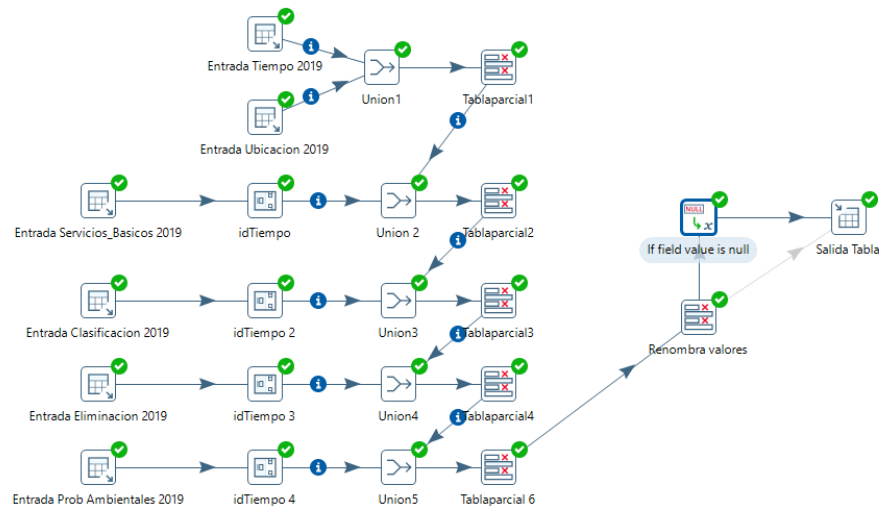 Entrada Tiempo 2019
Union1
Tablaparcial1
Entrada Ubicacion 2019
Entrada Servicios_Basicos 2019
idTiempo
Union 2
Tablaparcial2
NULL
x
If field value is null
Salida Tabla
Entrada Clasificacion 2019
idTiempo 2
Union3
Tablaparcial3
Renombra valores
Entrada Eliminacion 2019
idTiempo 3
Union4
Tablaparcial4
Entrada Prob Ambientales 2019
idTiempo 4
Union5
Tablaparcial 6